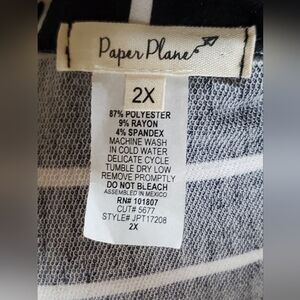 Paper Plane
2X
87% POLYESTER
9% RAYON
4% SPANDEX
MACHINE WASH
IN COLD WATER
DELICATE CYCLE
TUMBLE DRY LOW
REMOVE PROMPTLY
DO NOT BLEACH
ASSEMBLED IN MEXICO
RN# 101807
CUT# 5677
STYLE# JPT17208
2X